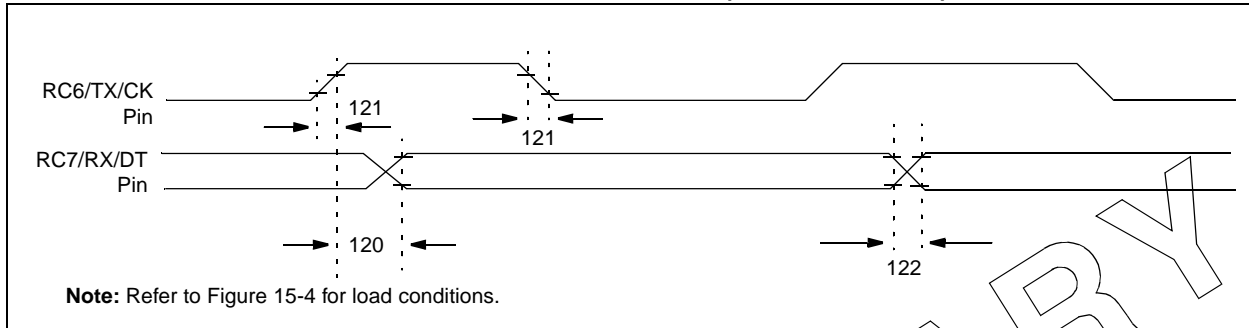 RC6/TX/CK
Pin
121
121
RC7/RX/DT
Pin
120
122
Note: Refer to Figure 15-4 for load conditions.
R Y